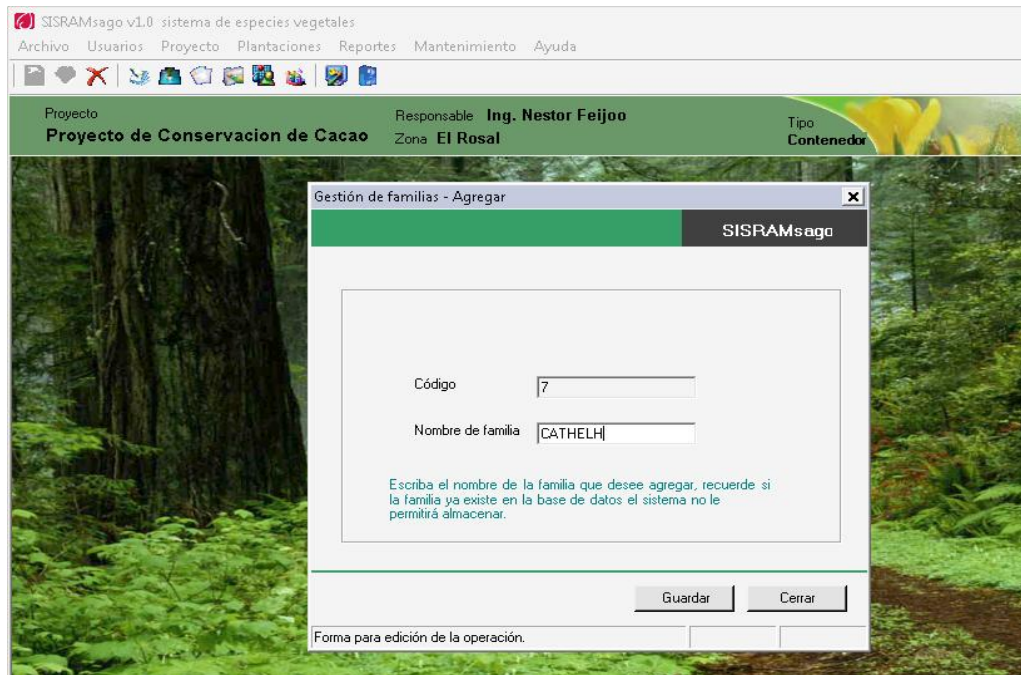 SISRAMsago v1.0 sistema de especies vegetales
Archivo Usuarios Proyecto Plantaciones Reportes Mantenimiento Ayuda
Proyecto
Proyecto de Conservacion de Cacao
Responsable Ing. Nestor Feijoo
Zona El Rosal
Tipo
Contenedor
Gestión de familias - Agregar
SISRAMsago
Código 7
Nombre de familia CATHELH
Escriba el nombre de la familia que desee agregar, recuerde si
la familia ya existe en la base de datos el sistema no le
permitirá almacenar.
Guardar Cerrar
Forma para edición de la operación.